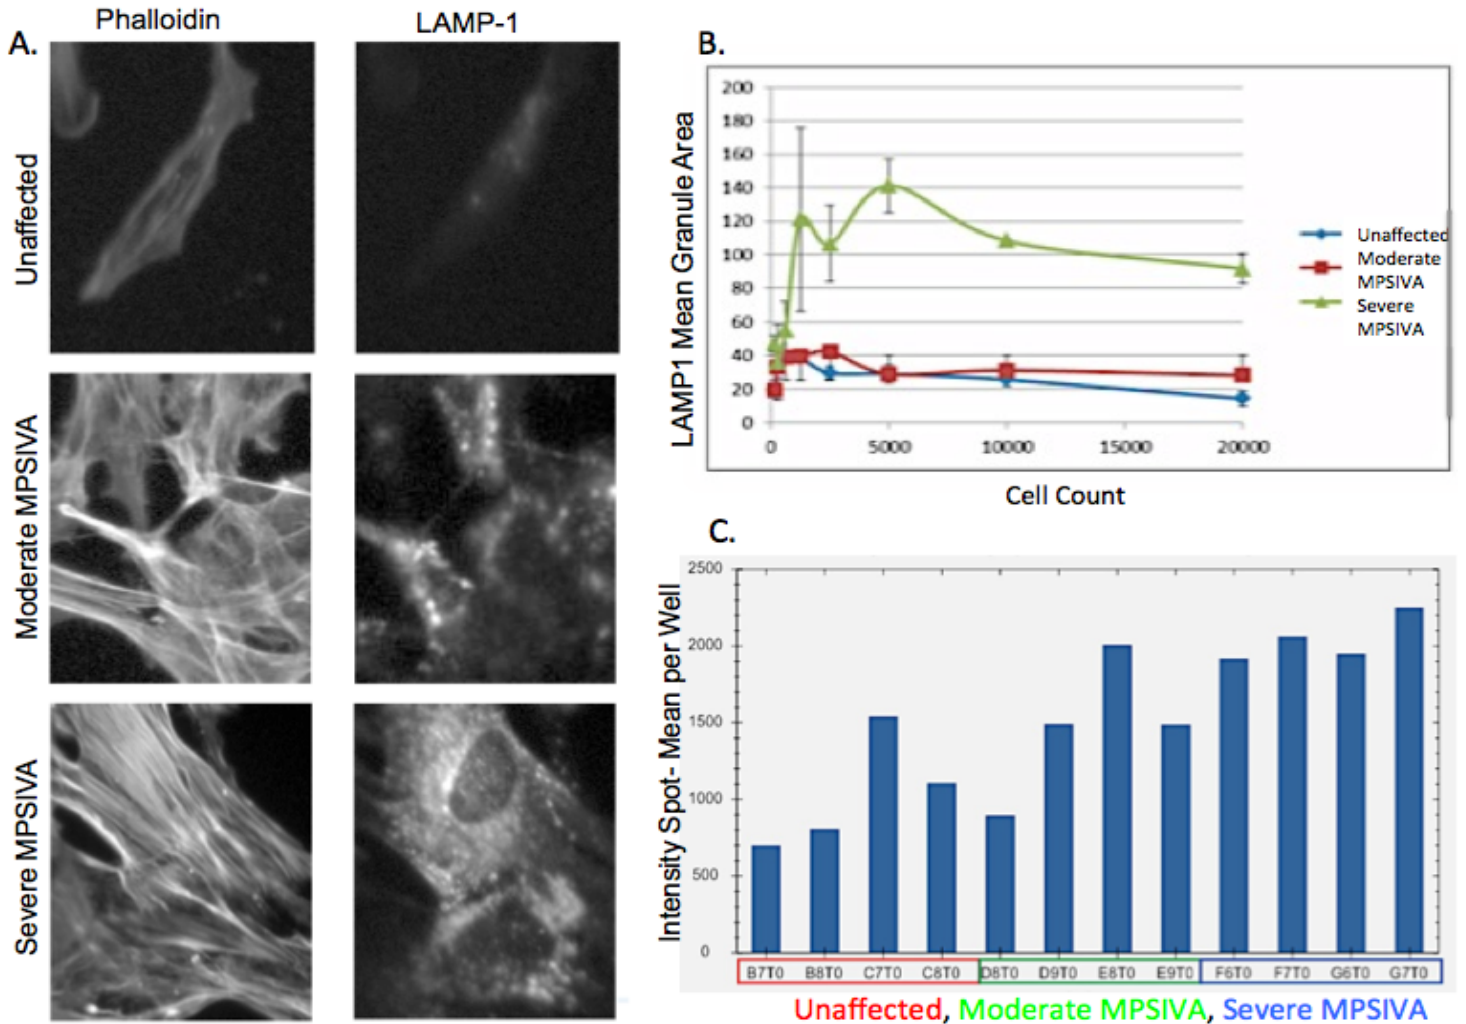 A.
Phalloidin
LAMP-1
Unaffected
Moderate MPSIVA
Severe MPSIVA
B.
LAMP1 Mean Granule Area
200
180
160
140
120
100
80
60
40
20
0
0 5000 10000 15000 20000
Cell Count
Unaffected
Moderate
MPSIVA
Severe
MPSIVA
C.
Intensity Spot- Mean per Well
2500
2000
1500
1000
500
0
B7T0 B8T0 C7T0 C8T0 D8T0 D9T0 E8T0 E9T0 F6T0 F7T0 G6T0 G7T0
Unaffected, Moderate MPSIVA, Severe MPSIVA